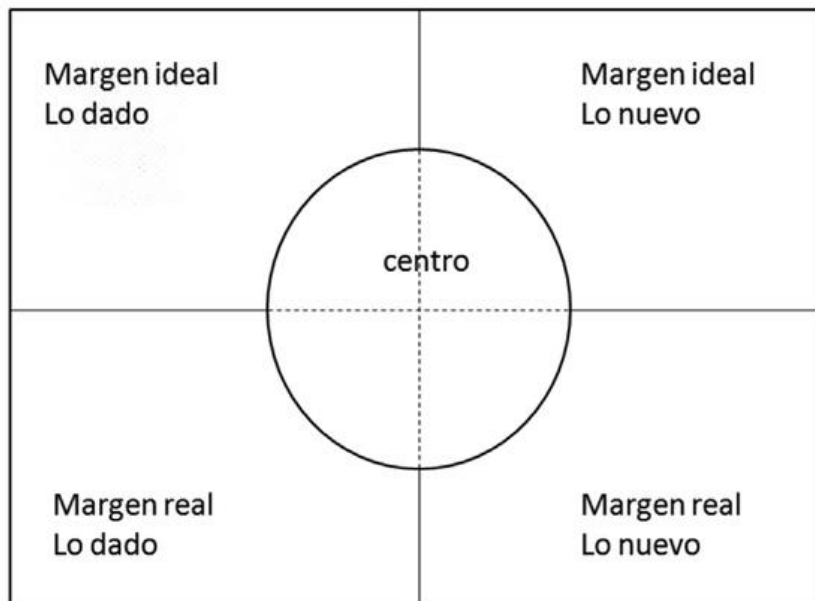 Margen ideal
Lo dado
Margen ideal
Lo nuevo
centro
Margen real
Lo dado
Margen real
Lo nuevo